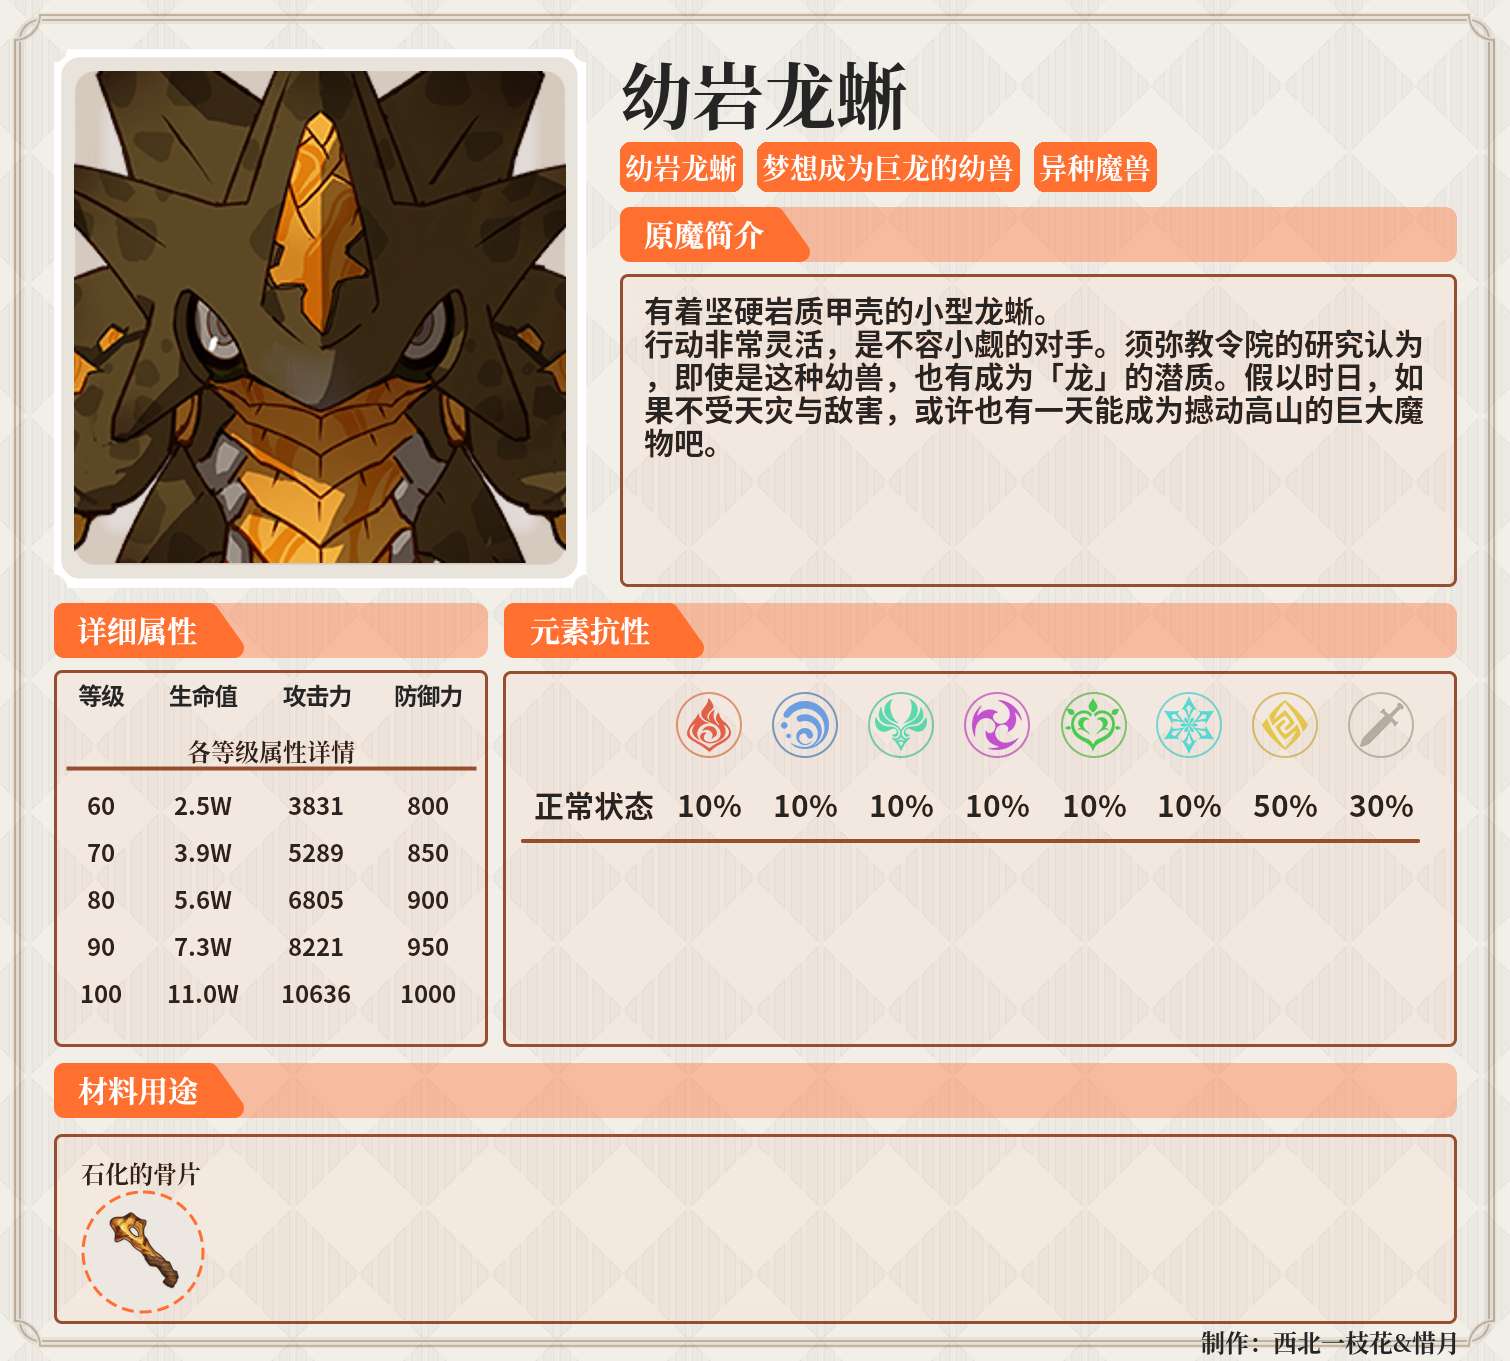 幼岩龙蜥
幼岩龙蜥 梦想成为巨龙的幼兽 异种魔兽
原魔简介
有着坚硬岩质甲壳的小型龙蜥。
行动非常灵活，是不容小觑的对手。须弥教令院的研究认为
，即使是这种幼兽，也有成为「龙」的潜质。假以时日，如
果不受天灾与敌害，或许也有一天能成为撼动高山的巨大魔
物吧。
详细属性
等级 生命值 攻击力 防御力
各等级属性详情
60 2.5W 3831 800
70 3.9W 5289 850
80 5.6W 6805 900
90 7.3W 8221 950
100 11.0W 10636 1000
元素抗性
正常状态 10% 10% 10% 10% 10% 10% 50% 30%
材料用途
石化的骨片
制作：西北一枝花&惜月